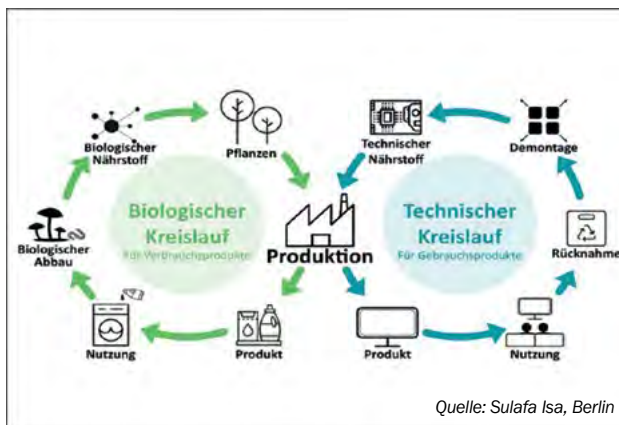 Biologischer
Nährstoff
Pflanzen
Technischer
Nährstoff
Demontage
Biologischer
Kreislauf
Für Verbrauchsprodukte
Technischer
Kreislauf
Für Gebrauchsprodukte
Biologischer
Abbau
Produktion
Rücknahme
Nutzung
Produkt
Produkt
Nutzung
Quelle: Sulafa Isa, Berlin